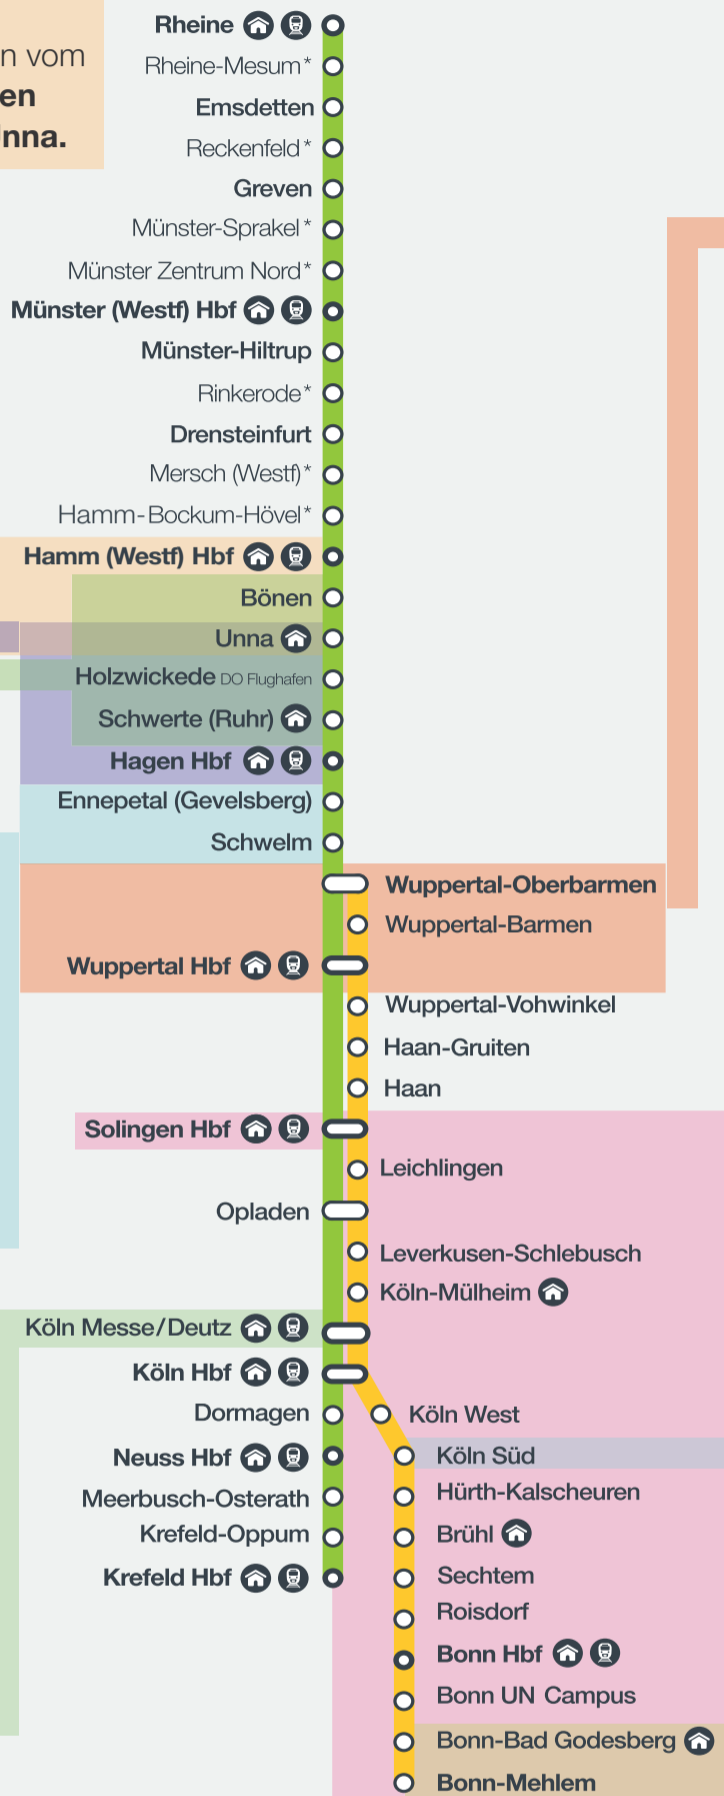 Rheine
n vom
Rheine-Mesum*
en
Emsdetten
nna.
Reckenfeld*
Greven
Münster-Sprakel*
Münster Zentrum Nord*
Münster (Westf) Hbf
Münster-Hiltrup
Rinkerode*
Drensteinfurt
Mersch (Westf)*
Hamm-Bockum-Hövel*
Hamm (Westf) Hbf
Bönen
Unna
Holzwickede DO Flughafen
Schwerte (Ruhr)
Hagen Hbf
Ennepetal (Gevelsberg)
Schwelm
Wuppertal-Oberbarmen
Wuppertal-Barmen
Wuppertal Hbf
Wuppertal-Vohwinkel
Haan-Gruiten
Haan
Solingen Hbf
Leichlingen
Opladen
Leverkusen-Schlebusch
Köln-Mülheim
Köln Messe/Deutz
Köln Hbf
Dormagen
Köln West
Neuss Hbf
Köln Süd
Meerbusch-Osterath
Hürth-Kalscheuren
Krefeld-Oppum
Brühl
Krefeld Hbf
Sechtem
Roisdorf
Bonn Hbf
Bonn UN Campus
Bonn-Bad Godesberg
Bonn-Mehlem